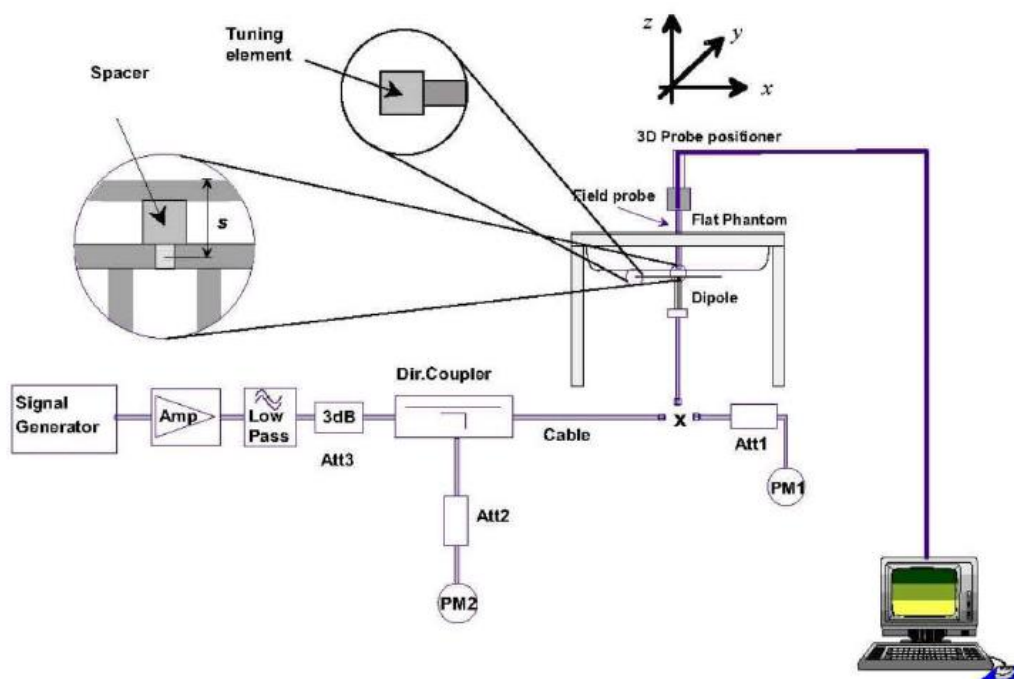 Tuning
element
Spacer
s
z
y
x
3D Probe positioner
Field probe
Flat Phantom
Dipole
Dir.Coupler
Signal
Generator
Amp
Low
Pass
3dB
Att3
Cable
x
Att1
PM1
Att2
PM2